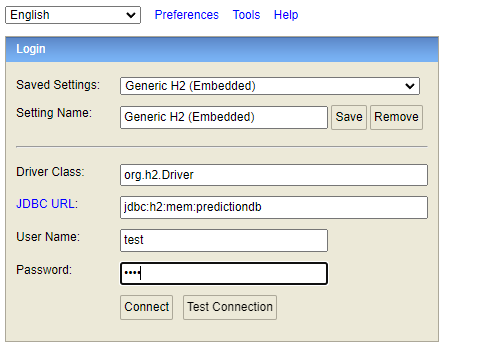 English Preferences Tools Help
Login
Saved Settings: Generic H2 (Embedded)
Setting Name: Generic H2 (Embedded) Save Remove
Driver Class: org.h2.Driver
JDBC URL: jdbc:h2:mem:predictiondb
User Name: test
Password: ••••
Connect Test Connection